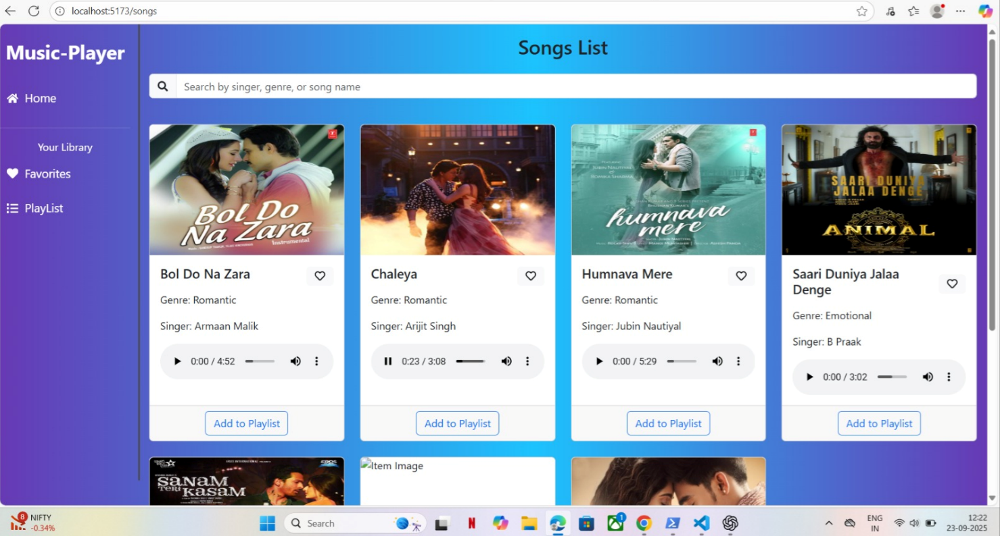 localhost:5173/songs
Music-Player
Home
Your Library
Favorites
PlayList
Songs List
Search by singer, genre, or song name
Bol Do
Na Zara
Instrumental
Bol Do Na Zara
Genre: Romantic
Singer: Armaan Malik
0:00 / 4:52
Add to Playlist
Chaleya
Genre: Romantic
Singer: Arijit Singh
0:23 / 3:08
Add to Playlist
JUBIN NAUTIYAL
humnava
mere
Humnava Mere
Genre: Romantic
Singer: Jubin Nautiyal
0:00 / 5:29
Add to Playlist
SAARI DUNIYA
JALAA DENGE
ANIMAL
Saari Duniya Jalaa
Denge
Genre: Emotional
Singer: B Praak
0:00 / 3:02
Add to Playlist
EROS
SANAM
TERI KASAM
Item Image
8
NIFTY
-0.34%
Search
N
1
ENG
IN
12:22
23-09-2025